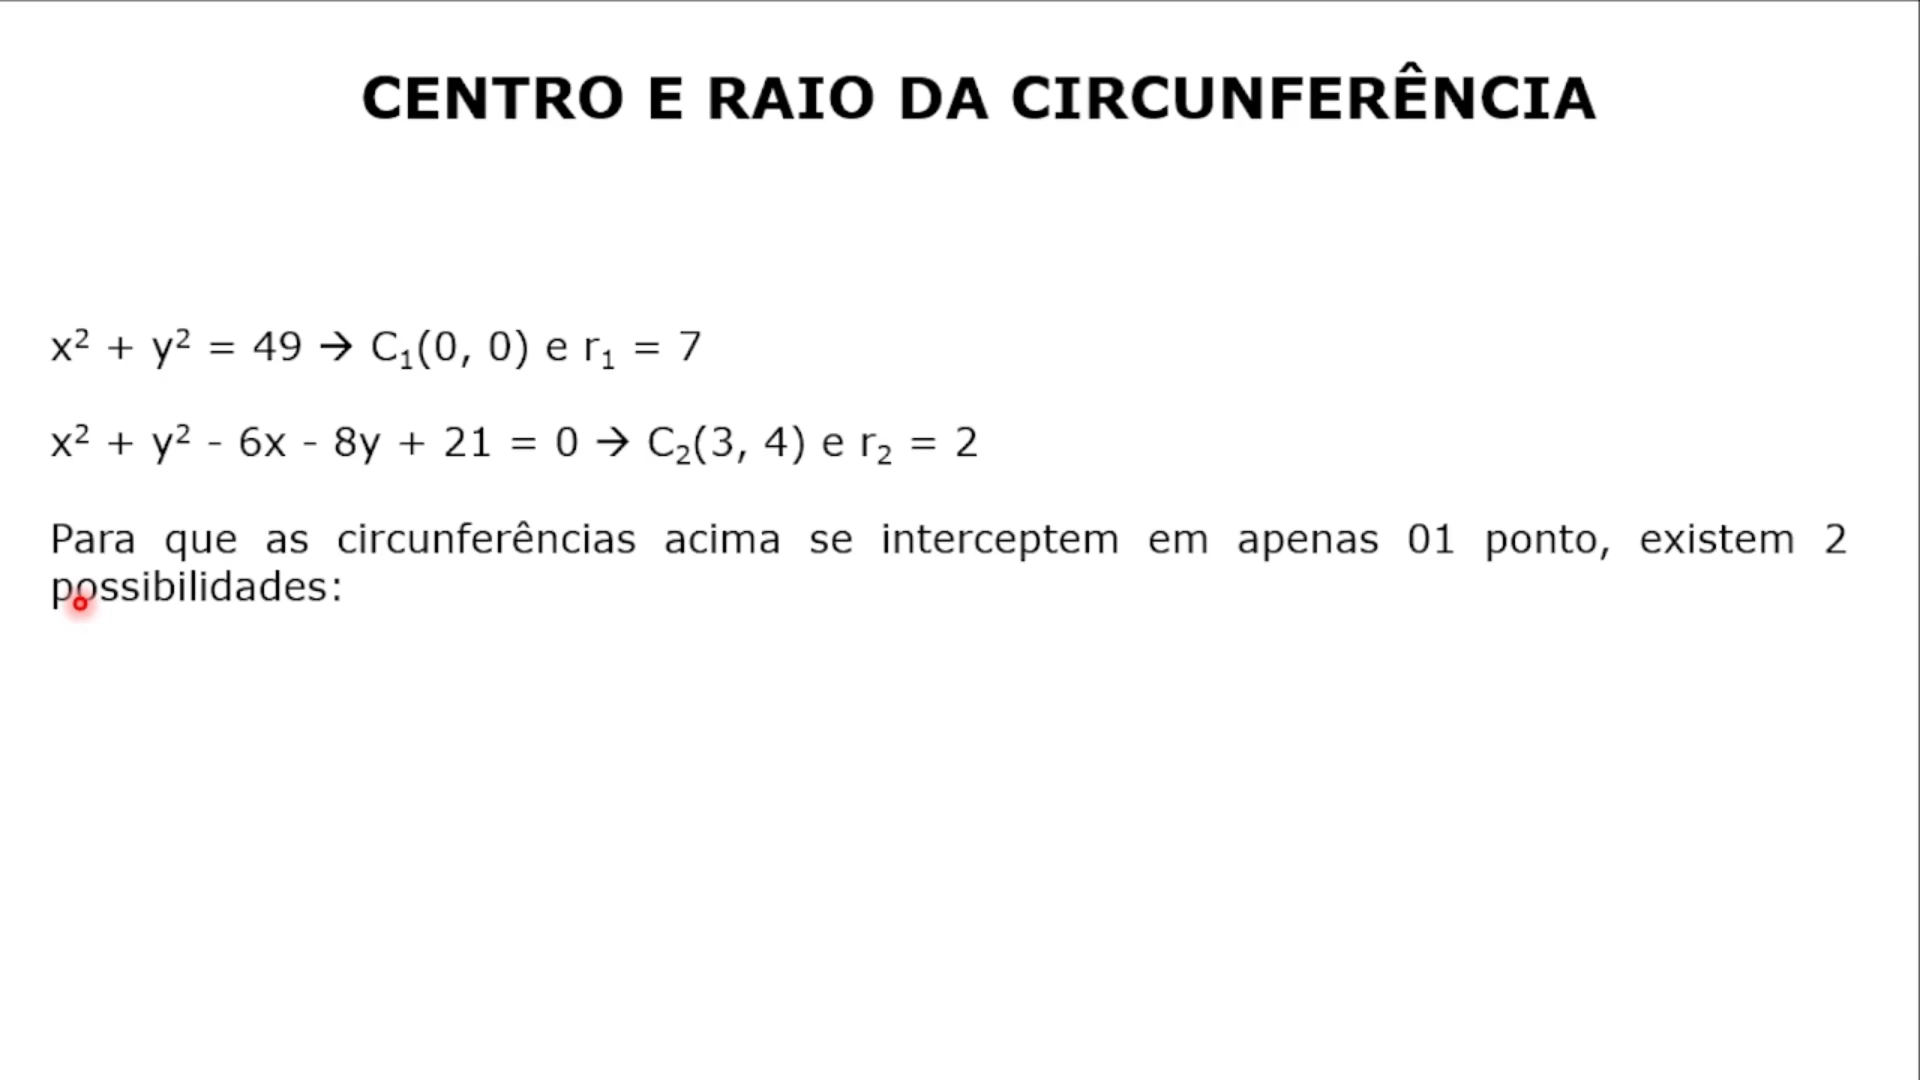 CENTRO E RAIO DA CIRCUNFERÊNCIA
x² + y² = 49 → C₁(0, 0) e r₁ = 7
x² + y² - 6x - 8y + 21 = 0 → C₂(3, 4) e r₂ = 2
Para que as circunferências acima se interceptem em apenas 01 ponto, existem 2
possibilidades: